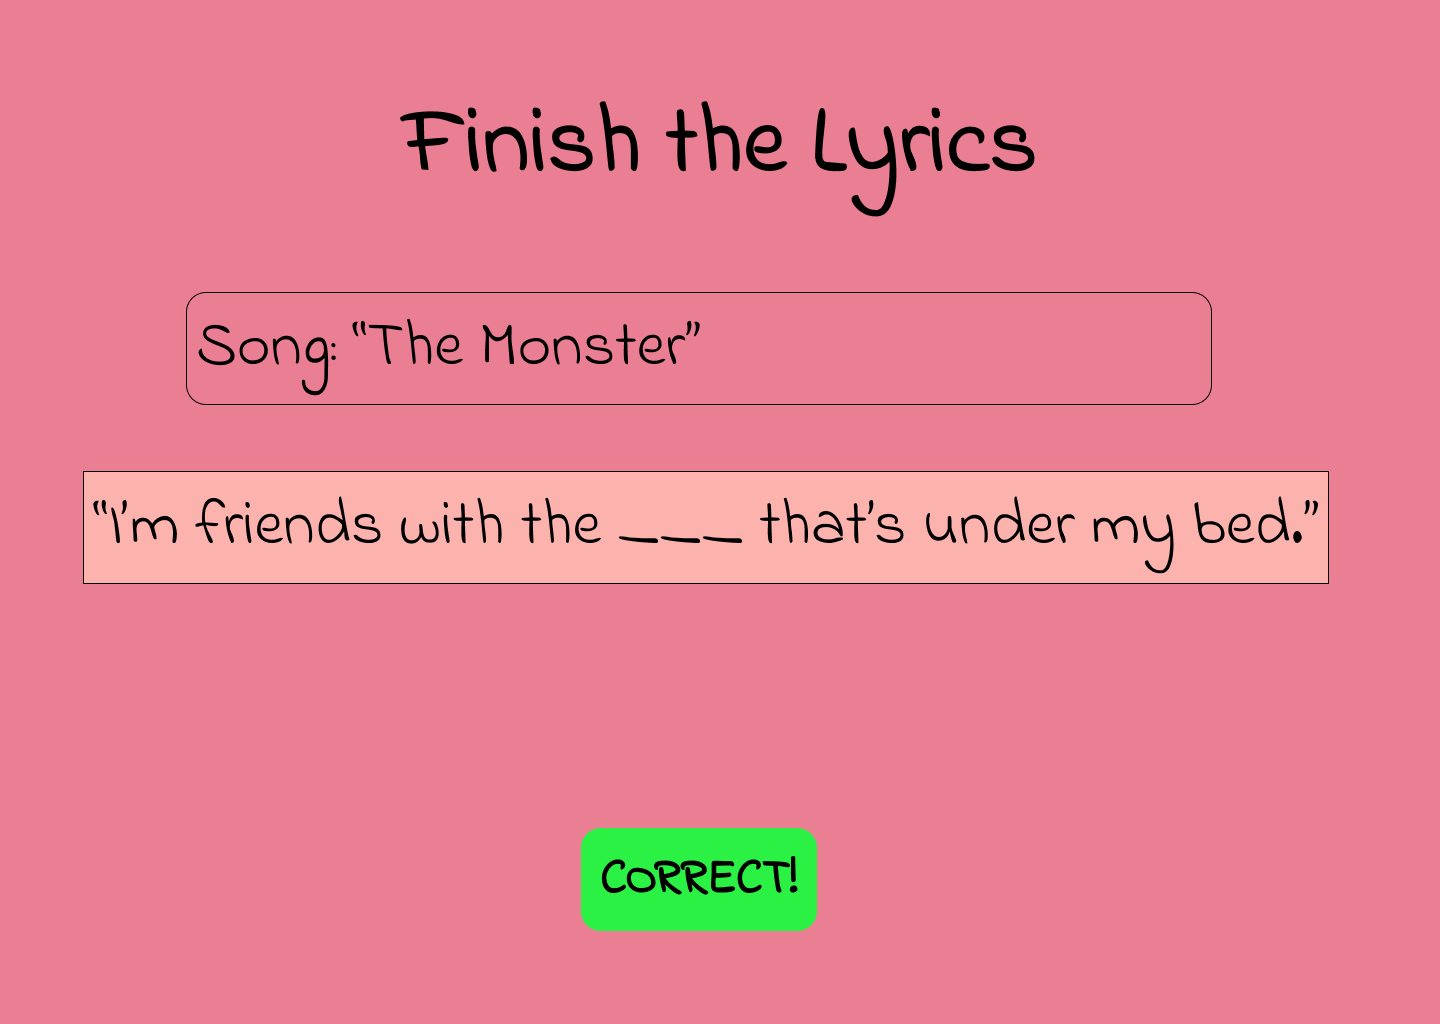 Finish the Lyrics
Song: “The Monster”
“I’m friends with the ___ that’s under my bed.”
CORRECT!